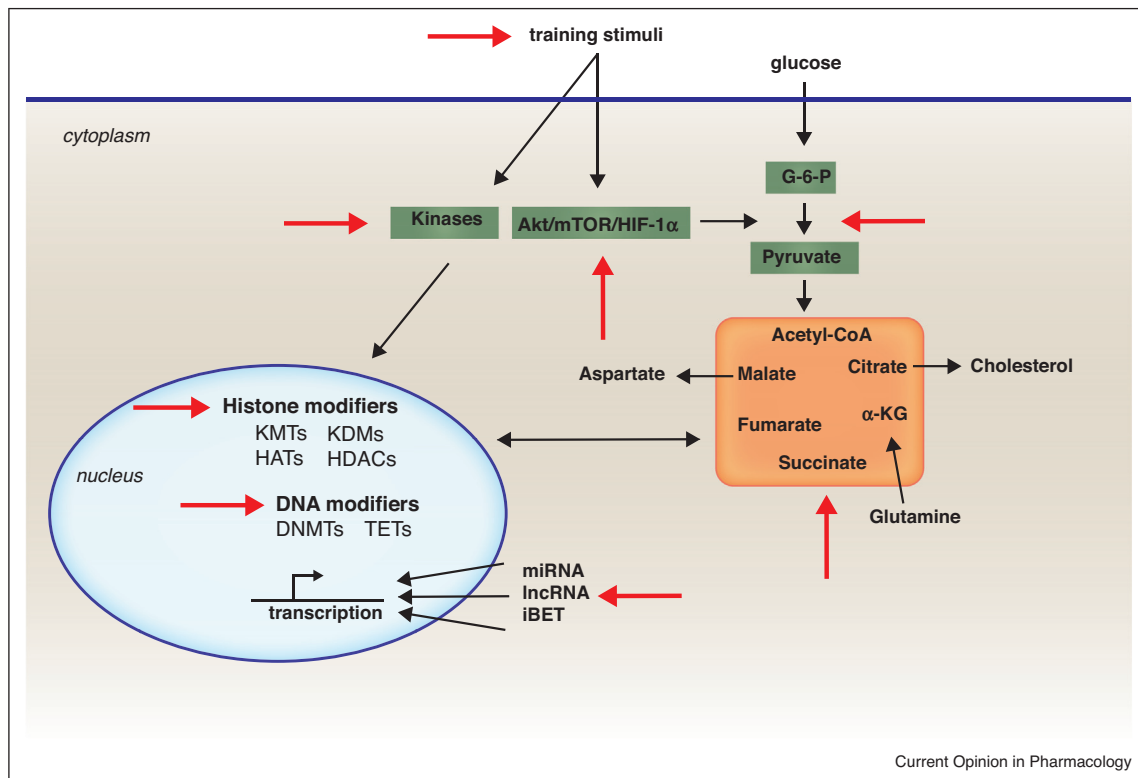 training stimuli
glucose
cytoplasm
G-6-P
Kinases
Akt/mTOR/HIF-1α
Pyruvate
Acetyl-CoA
Aspartate
Malate
Citrate
Cholesterol
Fumarate
α-KG
Succinate
Glutamine
Histone modifiers
KMTs KDMs
HATs HDACs
nucleus
DNA modifiers
DNMTs TETs
miRNA
lncRNA
iBET
transcription
Current Opinion in Pharmacology